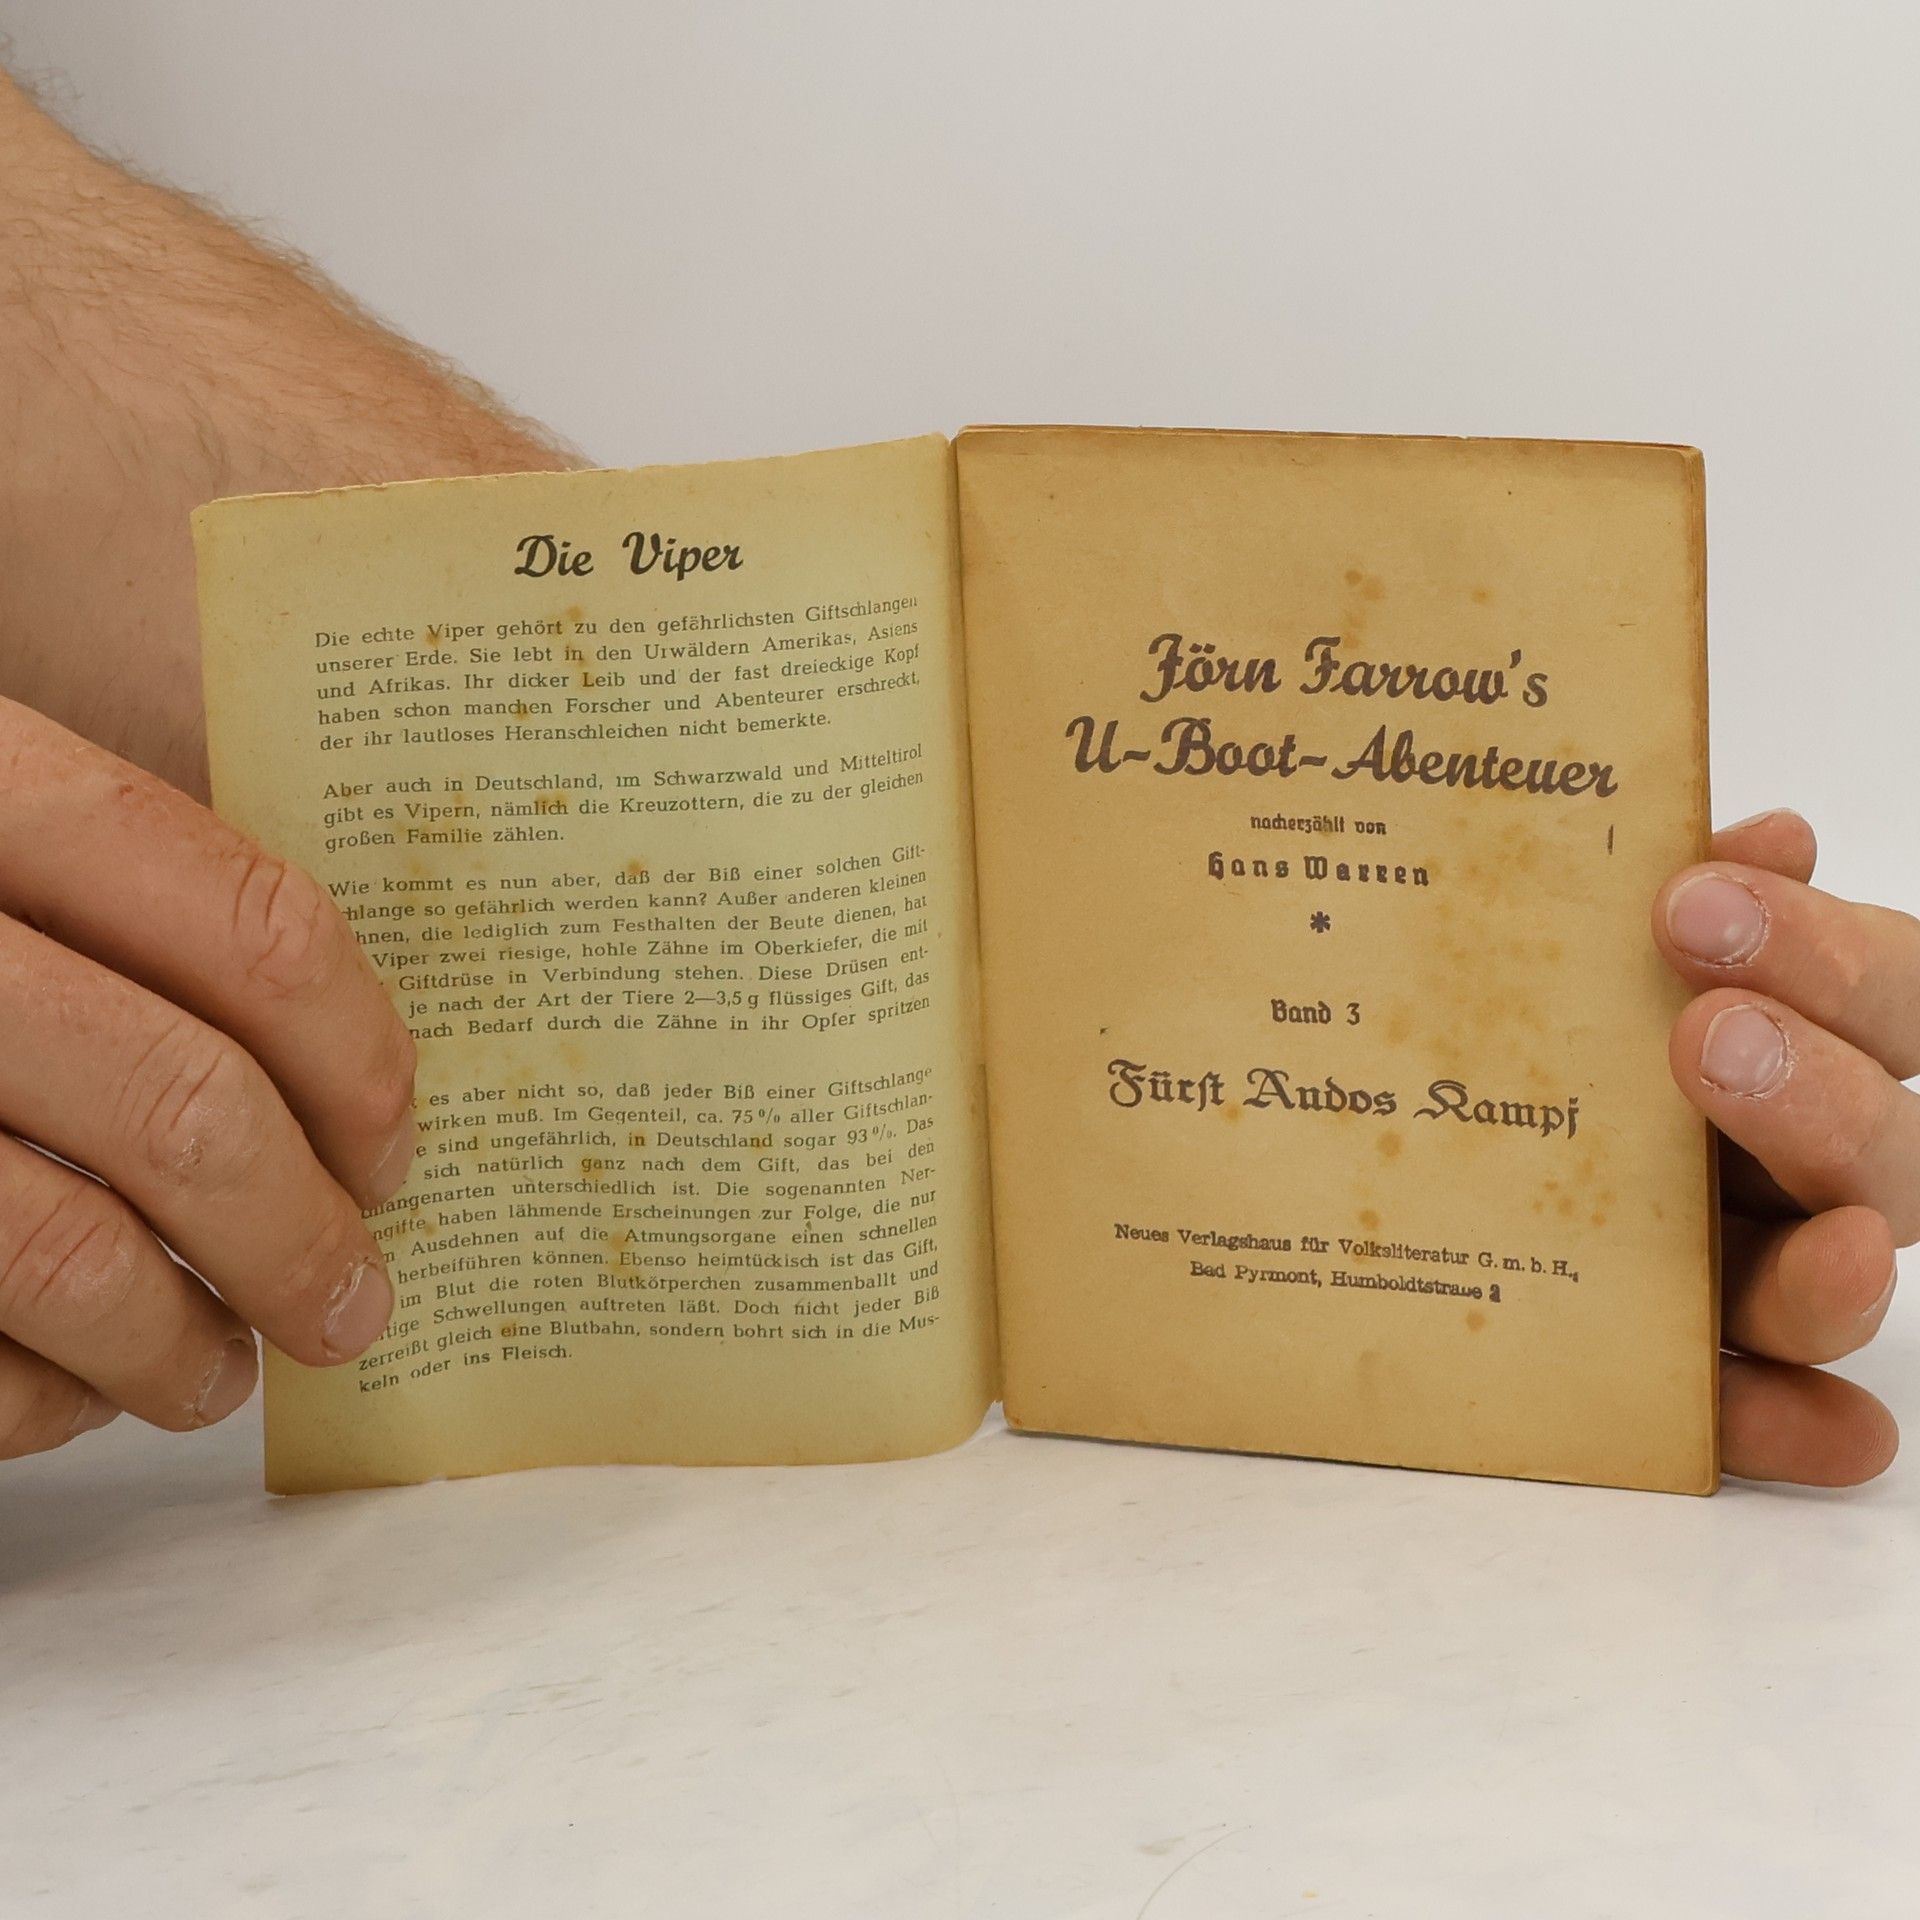 Die Viper
Die echte Viper gehört zu den gefährlichsten Giftschlangen
unserer Erde. Sie lebt in den Urwäldern Amerikas, Asiens
und Afrikas. Ihr dicker Leib und der fast dreieckige Kopf
haben schon manchen Forscher und Abenteurer erschreckt,
der ihr lautloses Heranschleichen nicht bemerkte.
Aber auch in Deutschland, im Schwarzwald und Mitteltirol
gibt es Vipern, nämlich die Kreuzottern, die zu der gleichen
großen Familie zählen.
Wie kommt es nun aber, daß der Biß einer solchen Gift-
hlange so gefährlich werden kann? Außer anderen kleinen
hnen, die lediglich zum Festhalten der Beute dienen, hat
Viper zwei riesige, hohle Zähne im Oberkiefer, die mit
Giftdrüse in Verbindung stehen. Diese Drüsen ent-
je nach der Art der Tiere 2—3,5 g flüssiges Gift, das
nach Bedarf durch die Zähne in ihr Opfer spritzen
es aber nicht so, daß jeder Biß einer Giftschlange
wirken muß. Im Gegenteil, ca. 75 % aller Giftschlan-
e sind ungefährlich, in Deutschland sogar 93 %. Das
sich natürlich ganz nach dem Gift, das bei den
hlangenarten unterschiedlich ist. Die sogenannten Ner-
ngifte haben lähmende Erscheinungen zur Folge, die nur
m Ausdehnen auf die Atmungsorgane einen schnellen
herbeiführen können. Ebenso heimtückisch ist das Gift,
im Blut die roten Blutkörperchen zusammenballt und
tige Schwellungen auftreten läßt. Doch nicht jeder Biß
zerreißt gleich eine Blutbahn, sondern bohrt sich in die Mus-
keln oder ins Fleisch.
Jörn Farrow's
U-Boot-Abenteuer
nacherzählt von
Hans Warren
*
Band 3
Fürst Andos Kampf
Neues Verlagshaus für Volksliteratur G. m. b. H.,
Bad Pyrmont, Humboldtstraße 2